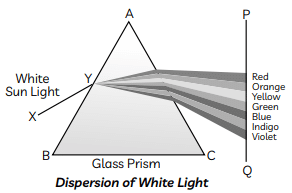 A
P
White
Sun Light
Y
X
Red
Orange
Yellow
Green
Blue
Indigo
Violet
B
C
Glass Prism
Q
Dispersion of White Light